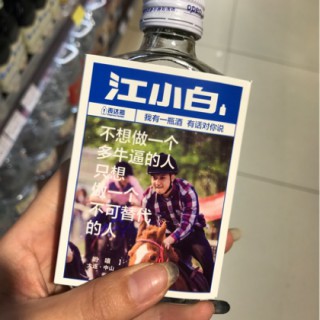 江小白
表达瓶
我有一瓶酒 有话对你说
不想做一个
多牛逼的人
只想
做一个
不可替代
的人